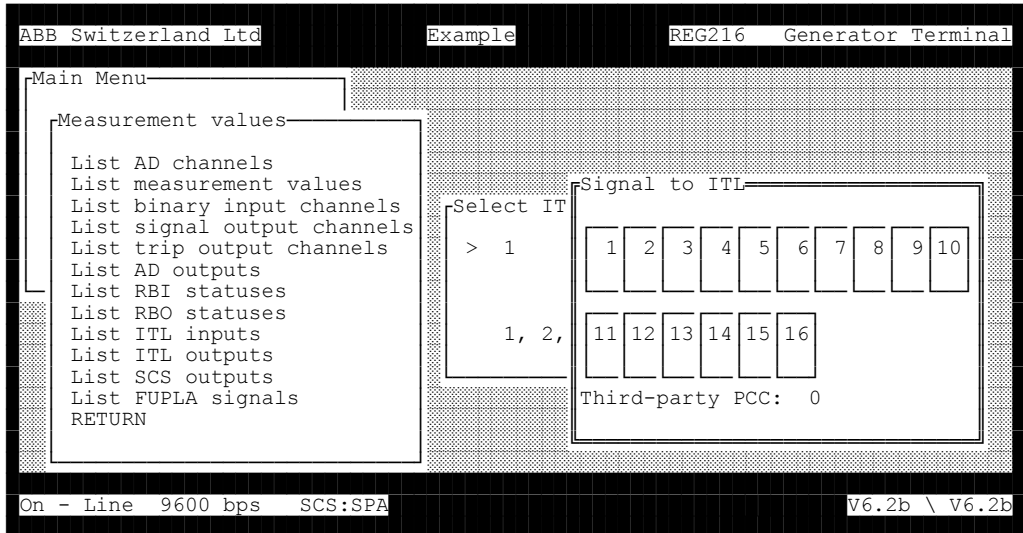 ABB Switzerland Ltd Example REG216 Generator Terminal
Main Menu
Measurement values
List AD channels
List measurement values
List binary input channels
List signal output channels
List trip output channels
List AD outputs
List RBI statuses
List RBO statuses
List ITL inputs
List ITL outputs
List SCS outputs
List FUPLA signals
RETURN
Select IT
> 1
1, 2,
Signal to ITL
1 2 3 4 5 6 7 8 9 10
11 12 13 14 15 16
Third-party PCC: 0
On - Line 9600 bps SCS:SPA V6.2b \ V6.2b